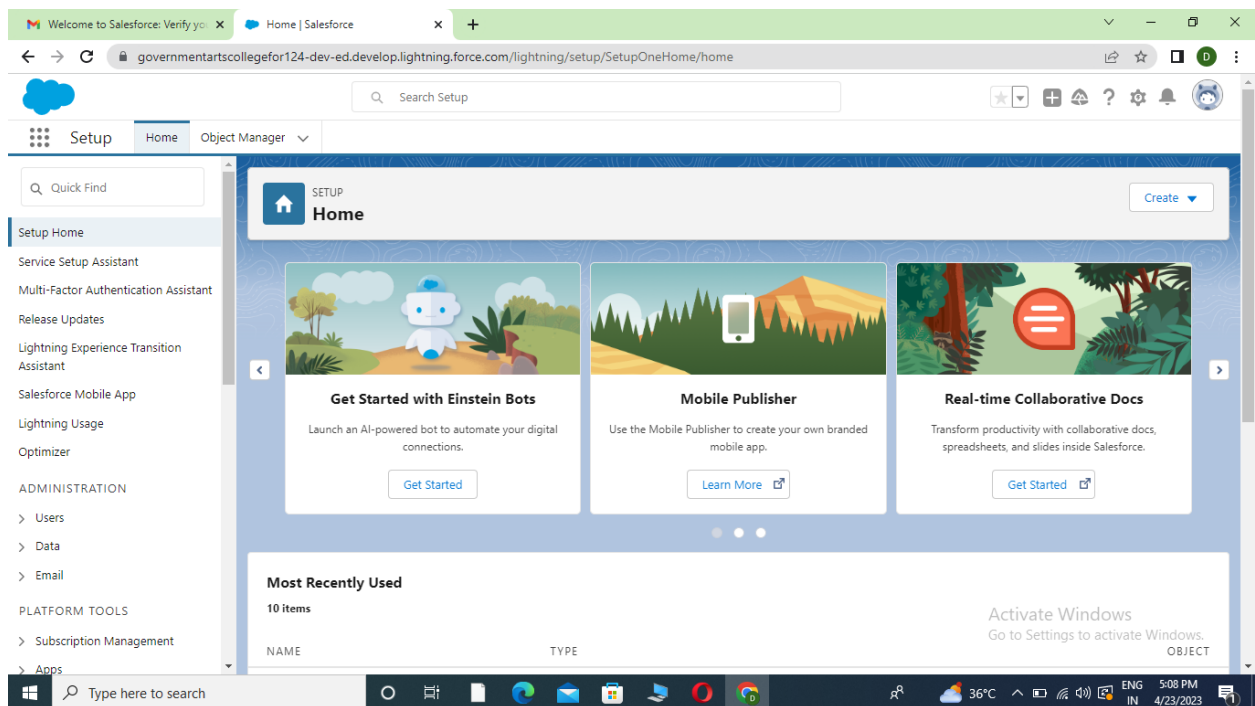 Welcome to Salesforce: Verify yo
Home | Salesforce
governmentartscollegefor124-dev-ed.develop.lightning.force.com/lightning/setup/SetupOneHome/home
D
Search Setup
Setup
Home
Object Manager
Quick Find
Setup Home
Service Setup Assistant
Multi-Factor Authentication Assistant
Release Updates
Lightning Experience Transition
Assistant
Salesforce Mobile App
Lightning Usage
Optimizer
ADMINISTRATION
Users
Data
Email
PLATFORM TOOLS
Subscription Management
Apps
SETUP
Home
Create
Get Started with Einstein Bots
Launch an AI-powered bot to automate your digital
connections.
Get Started
Mobile Publisher
Use the Mobile Publisher to create your own branded
mobile app.
Learn More
Real-time Collaborative Docs
Transform productivity with collaborative docs,
spreadsheets, and slides inside Salesforce.
Get Started
Most Recently Used
10 items
NAME TYPE OBJECT
Activate Windows
Go to Settings to activate Windows.
Type here to search
36°C
ENG
IN
5:08 PM
4/23/2023
1